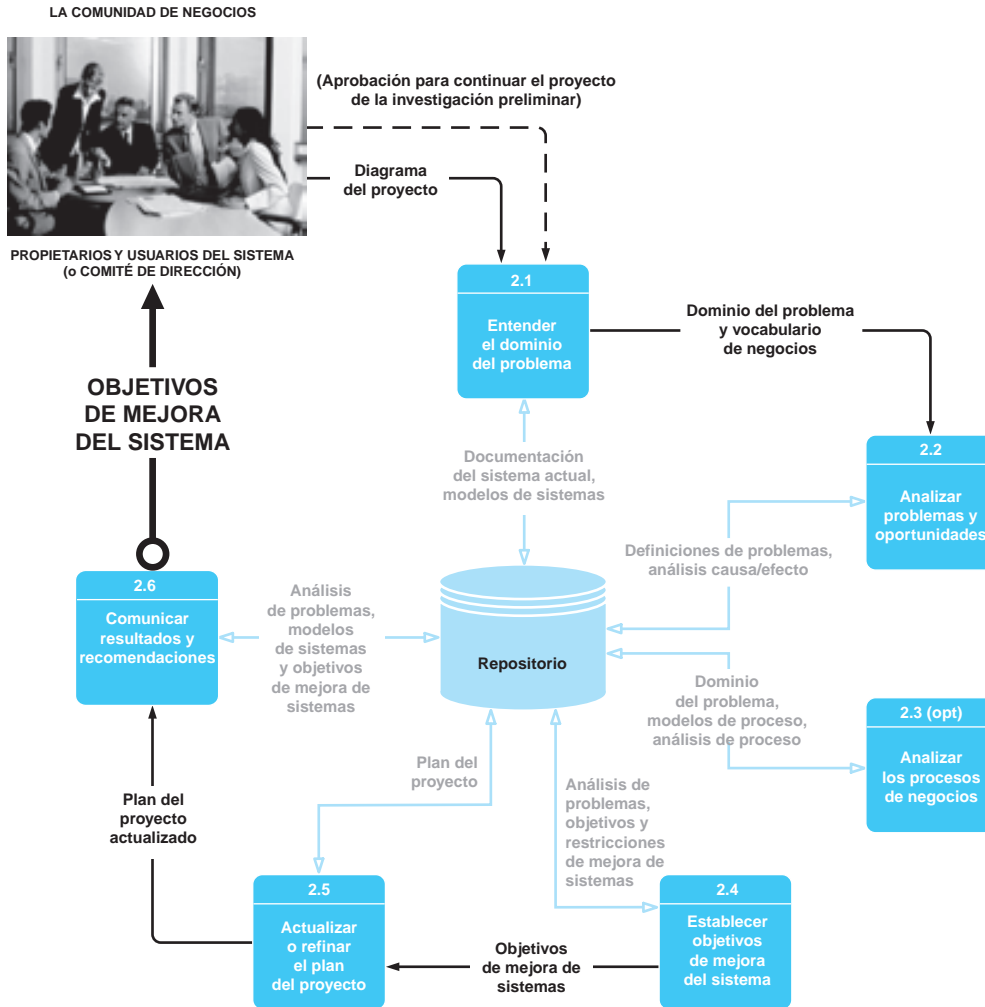 LA COMUNIDAD DE NEGOCIOS
(Aprobación para continuar el proyecto
de la investigación preliminar)
Diagrama
del proyecto
PROPIETARIOS Y USUARIOS DEL SISTEMA
(o COMITÉ DE DIRECCIÓN)
2.1
Entender
el dominio
del problema
Dominio del problema
y vocabulario
de negocios
OBJETIVOS
DE MEJORA
DEL SISTEMA
Documentación
del sistema actual,
modelos de sistemas
2.2
Analizar
problemas y
oportunidades
Definiciones de problemas,
análisis causa/efecto
2.6
Comunicar
resultados y
recomendaciones
Análisis
de problemas,
modelos
de sistemas
y objetivos
de mejora de
sistemas
Repositorio
Dominio
del problema,
modelos de proceso,
análisis de proceso
2.3 (opt)
Analizar
los procesos
de negocios
Plan del
proyecto
Análisis de
problemas,
objetivos y
restricciones
de mejora de
sistemas
Plan del
proyecto
actualizado
2.5
Actualizar
o refinar
el plan
del proyecto
Objetivos
de mejora de
sistemas
2.4
Establecer
objetivos
de mejora
del sistema